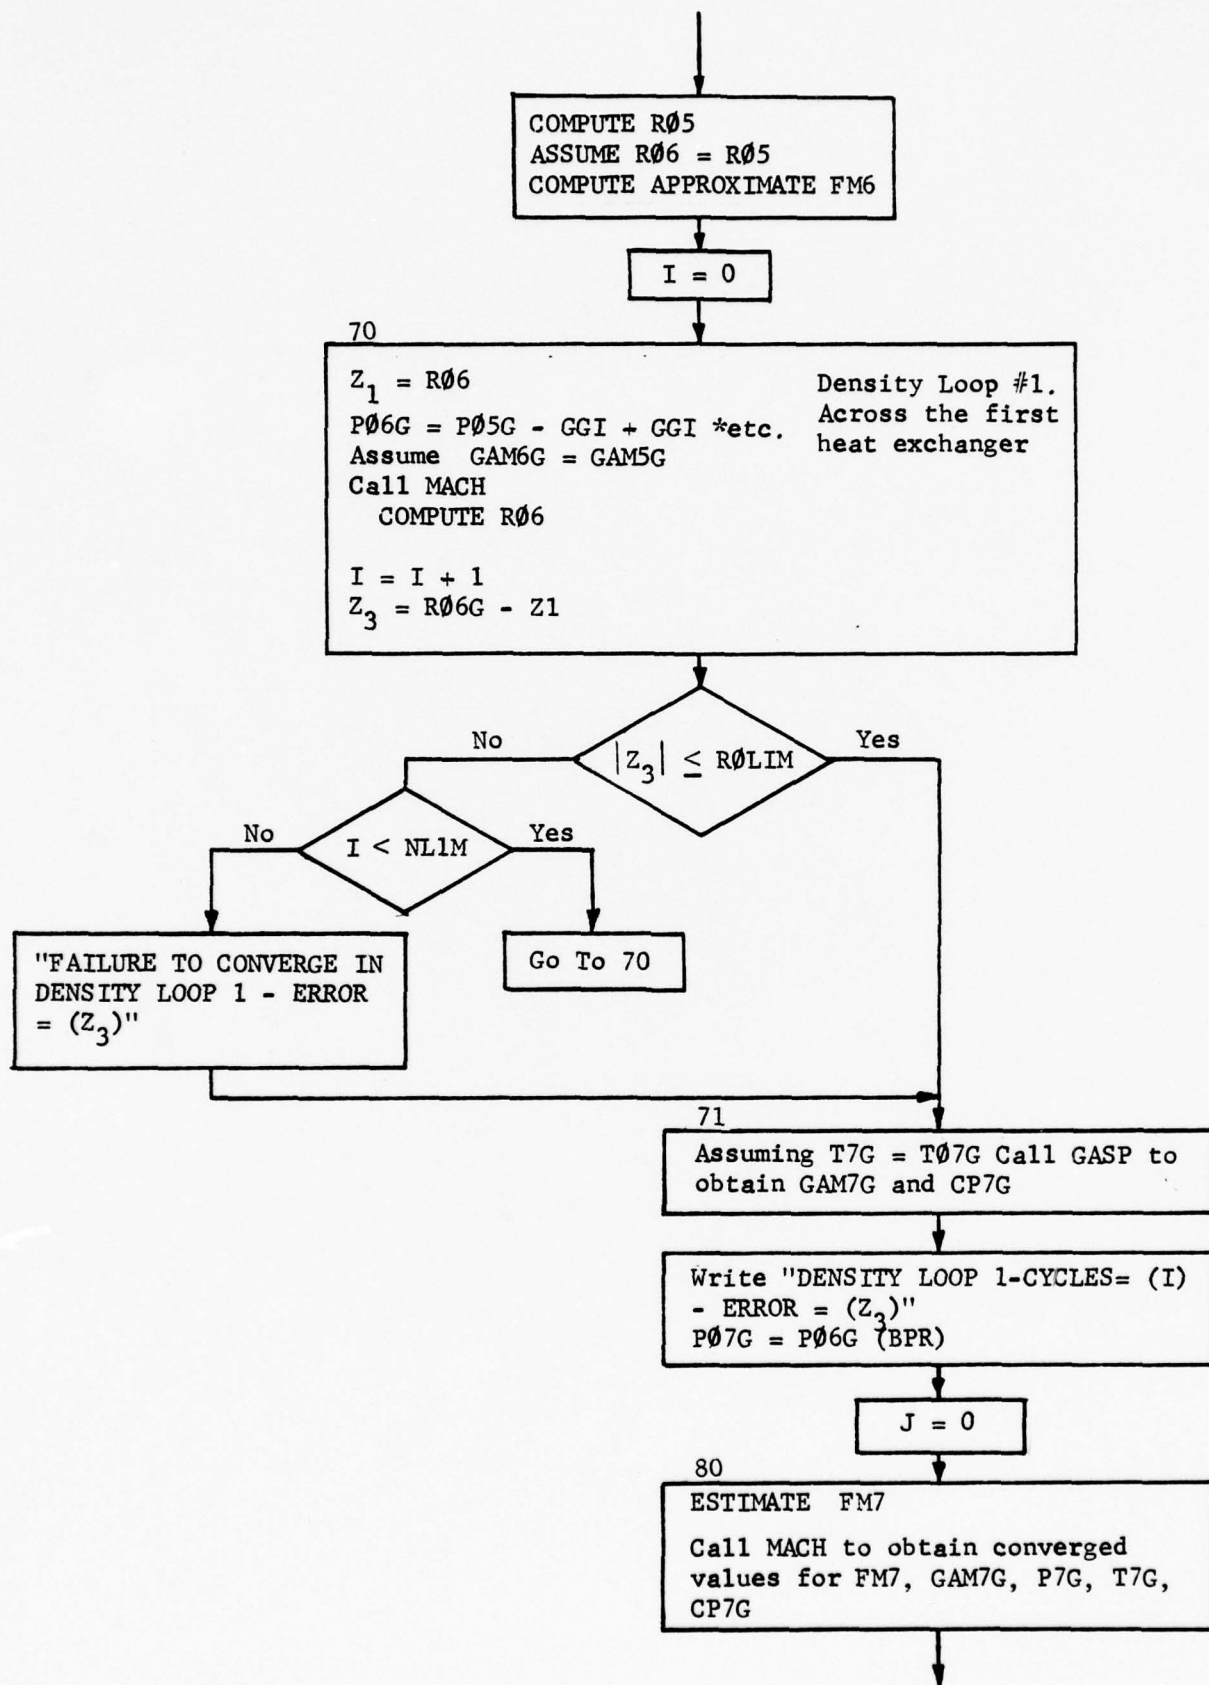 COMPUTE RØ5
ASSUME RØ6 = RØ5
COMPUTE APPROXIMATE FM6
I = 0
70
Z1 = RØ6
PØ6G = PØ5G - GGI + GGI *etc.
Assume GAM6G = GAM5G
Call MACH
COMPUTE RØ6
I = I + 1
Z3 = RØ6G - Z1
Density Loop #1.
Across the first
heat exchanger
No
|Z3| ≤ RØLIM
Yes
No
I < NL1M
Yes
"FAILURE TO CONVERGE IN
DENSITY LOOP 1 - ERROR
= (Z3)"
Go To 70
71
Assuming T7G = TØ7G Call GASP to
obtain GAM7G and CP7G
Write "DENSITY LOOP 1-CYCLES= (I)
- ERROR = (Z3)"
PØ7G = PØ6G (BPR)
J = 0
80
ESTIMATE FM7
Call MACH to obtain converged
values for FM7, GAM7G, P7G, T7G,
CP7G